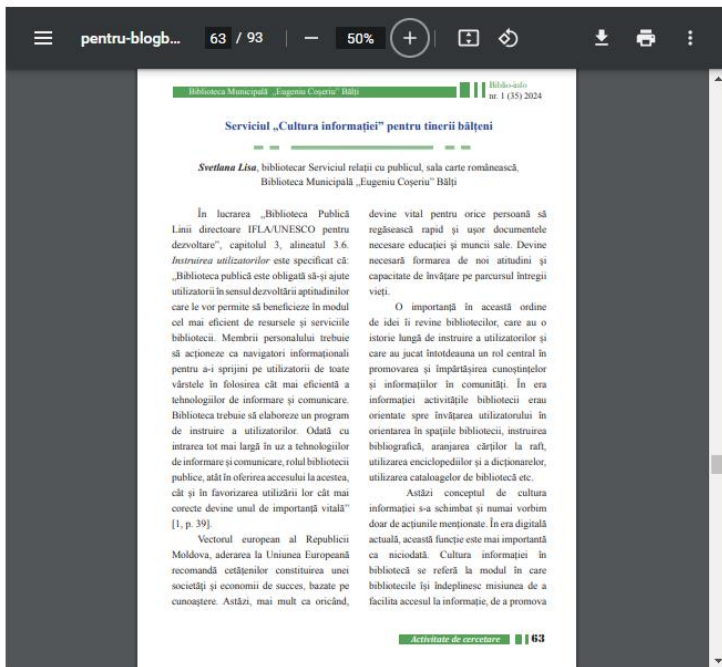 pentru-blogb... 63 / 93 50%
Biblioteca Municipală „Eugeniu Coșeriu” Bălți
Biblio-info
nr. 1 (35) 2024
Serviciul „Cultura informației” pentru tinerii bălțeni
Svetlana Lisa, bibliotecar Serviciul relații cu publicul, sala carte românească,
Biblioteca Municipală „Eugeniu Coșeriu” Bălți
În lucrarea „Biblioteca Publică
Linii directoare IFLA/UNESCO pentru
dezvoltare”, capitolul 3, alineatul 3.6.
Instruirea utilizatorilor este specificat că:
„Biblioteca publică este obligată să-și ajute
utilizatorii în sensul dezvoltării aptitudinilor
care le vor permite să beneficieze în modul
cel mai eficient de resursele și serviciile
bibliotecii. Membrii personalului trebuie
să acționeze ca navigatori informaționali
pentru a-i sprijini pe utilizatorii de toate
vârstele în folosirea cât mai eficientă a
tehnologiilor de informare și comunicare.
Biblioteca trebuie să elaboreze un program
de instruire a utilizatorilor. Odată cu
intrarea tot mai largă în uz a tehnologiilor
de informare și comunicare, rolul bibliotecii
publice, atât în oferirea accesului la acestea,
cât și în favorizarea utilizării lor cât mai
corecte devine unul de importanță vitală”
[1, p. 39].
Vectorul european al Republicii
Moldova, aderarea la Uniunea Europeană
recomandă cetățenilor constituirea unei
societăți și economii de succes, bazate pe
cunoaștere. Astăzi, mai mult ca oricând,
devine vital pentru orice persoană să
regăsească rapid și ușor documentele
necesare educației și muncii sale. Devine
necesară formarea de noi atitudini și
capacitate de învățare pe parcursul întregii
vieți.
O importanță în această ordine
de idei îi revine bibliotecilor, care au o
istorie lungă de instruire a utilizatorilor și
care au jucat întotdeauna un rol central în
promovarea și împărtășirea cunoștințelor
și informațiilor în comunități. În era
informației activitățile bibliotecii erau
orientate spre învățarea utilizatorului în
orientarea în spațiile bibliotecii, instruirea
bibliografică, aranjarea cărților la raft,
utilizarea enciclopediilor și a dicționarelor,
utilizarea cataloagelor de bibliotecă etc.
Astăzi conceptul de cultura
informației s-a schimbat și numai vorbim
doar de acțiunile menționate. În era digitală
actuală, această funcție este mai importantă
ca niciodată. Cultura informației în
bibliotecă se referă la modul în care
bibliotecile își îndeplinesc misiunea de a
facilita accesul la informație, de a promova
Activitate de cercetare 63